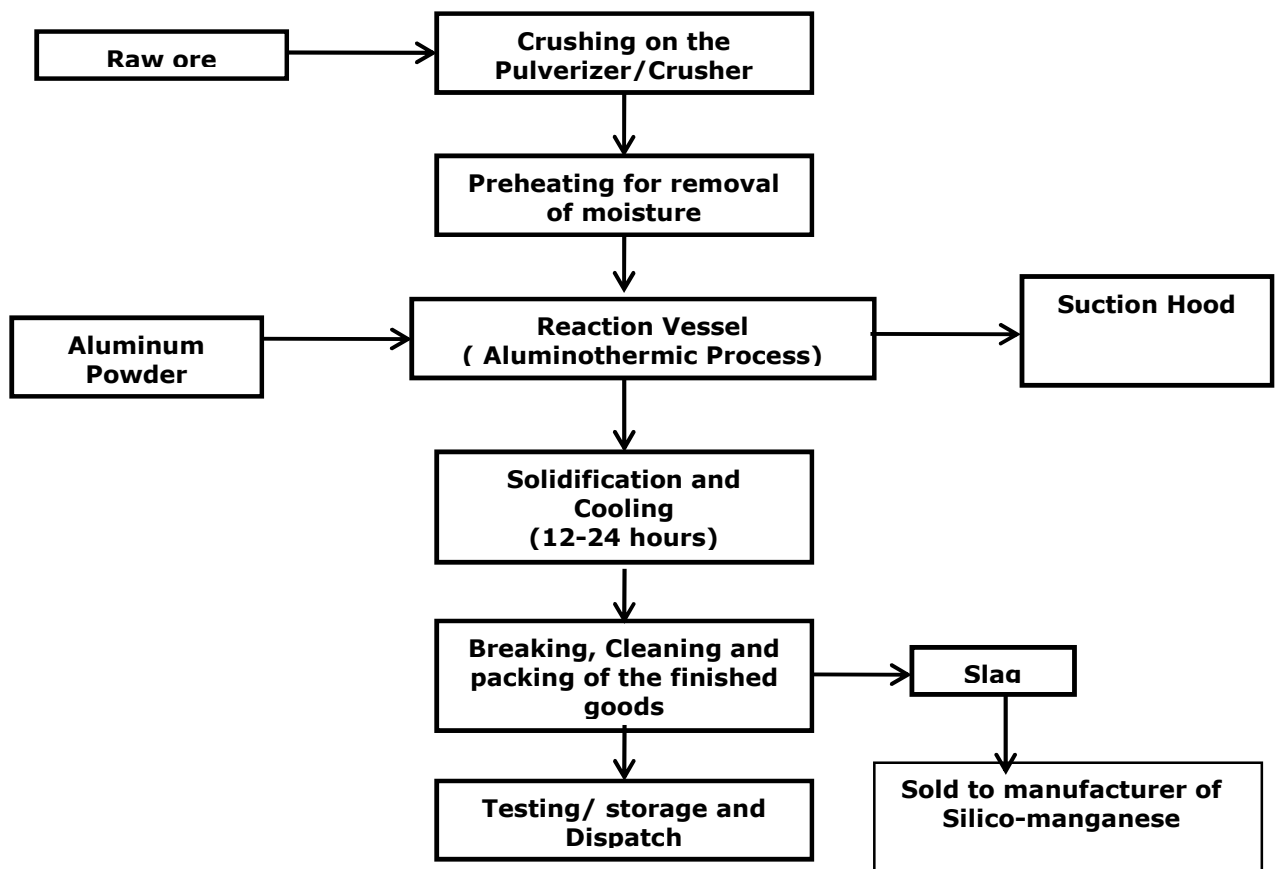 Raw ore
Crushing on the
Pulverizer/Crusher
Preheating for removal
of moisture
Aluminum
Powder
Reaction Vessel
( Aluminothermic Process)
Suction Hood
Solidification and
Cooling
(12-24 hours)
Breaking, Cleaning and
packing of the finished
goods
Slag
Testing/ storage and
Dispatch
Sold to manufacturer of
Silico-manganese